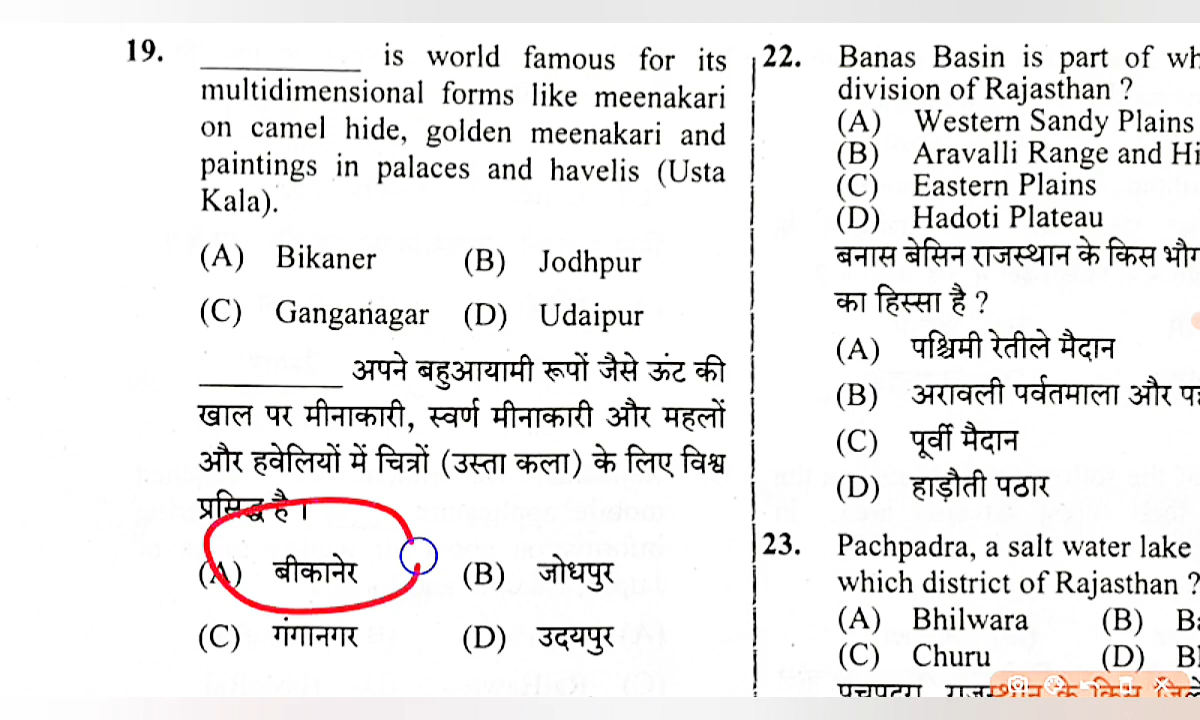 19. ________ is world famous for its
multidimensional forms like meenakari
on camel hide, golden meenakari and
paintings in palaces and havelis (Usta
Kala).
(A) Bikaner (B) Jodhpur
(C) Ganganagar (D) Udaipur
________ अपने बहुआयामी रूपों जैसे ऊंट की
खाल पर मीनाकारी, स्वर्ण मीनाकारी और महलों
और हवेलियों में चित्रों (उस्ता कला) के लिए विश्व
प्रसिद्ध है ।
(A) बीकानेर (B) जोधपुर
(C) गंगानगर (D) उदयपुर
22. Banas Basin is part of
division of Rajasthan ?
(A) Western Sandy Plains
(B) Aravalli Range and
(C) Eastern Plains
(D) Hadoti Plateau
बनास बेसिन राजस्थान के किस
का हिस्सा है ?
(A) पश्चिमी रेतीले मैदान
(B) अरावली पर्वतमाला और
(C) पूर्वी मैदान
(D) हाड़ौती पठार
23. Pachpadra, a salt water lake
which district of Rajasthan ?
(A) Bhilwara (B)
(C) Churu (D)